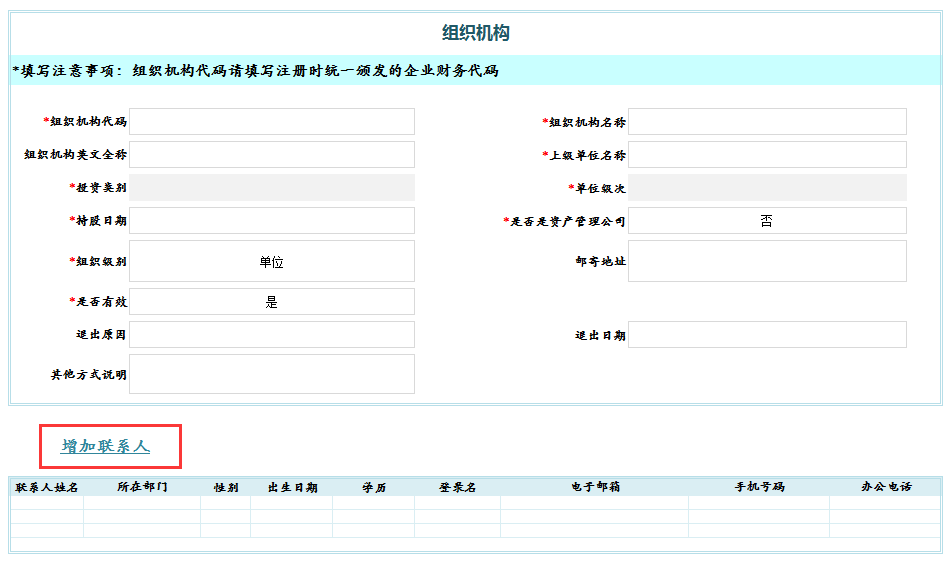 组织机构
*填写注意事项：组织机构代码请填写注册时统一颁发的企业财务代码
*组织机构代码 *组织机构名称
组织机构英文全称 *上级单位名称
*投资类别 *单位级次
*持股日期 *是否是资产管理公司 否
*组织级别 单位 邮寄地址
*是否有效 是
退出原因 退出日期
其他方式说明
增加联系人
联系人姓名 所在部门 性别 出生日期 学历 登录名 电子邮箱 手机号码 办公电话